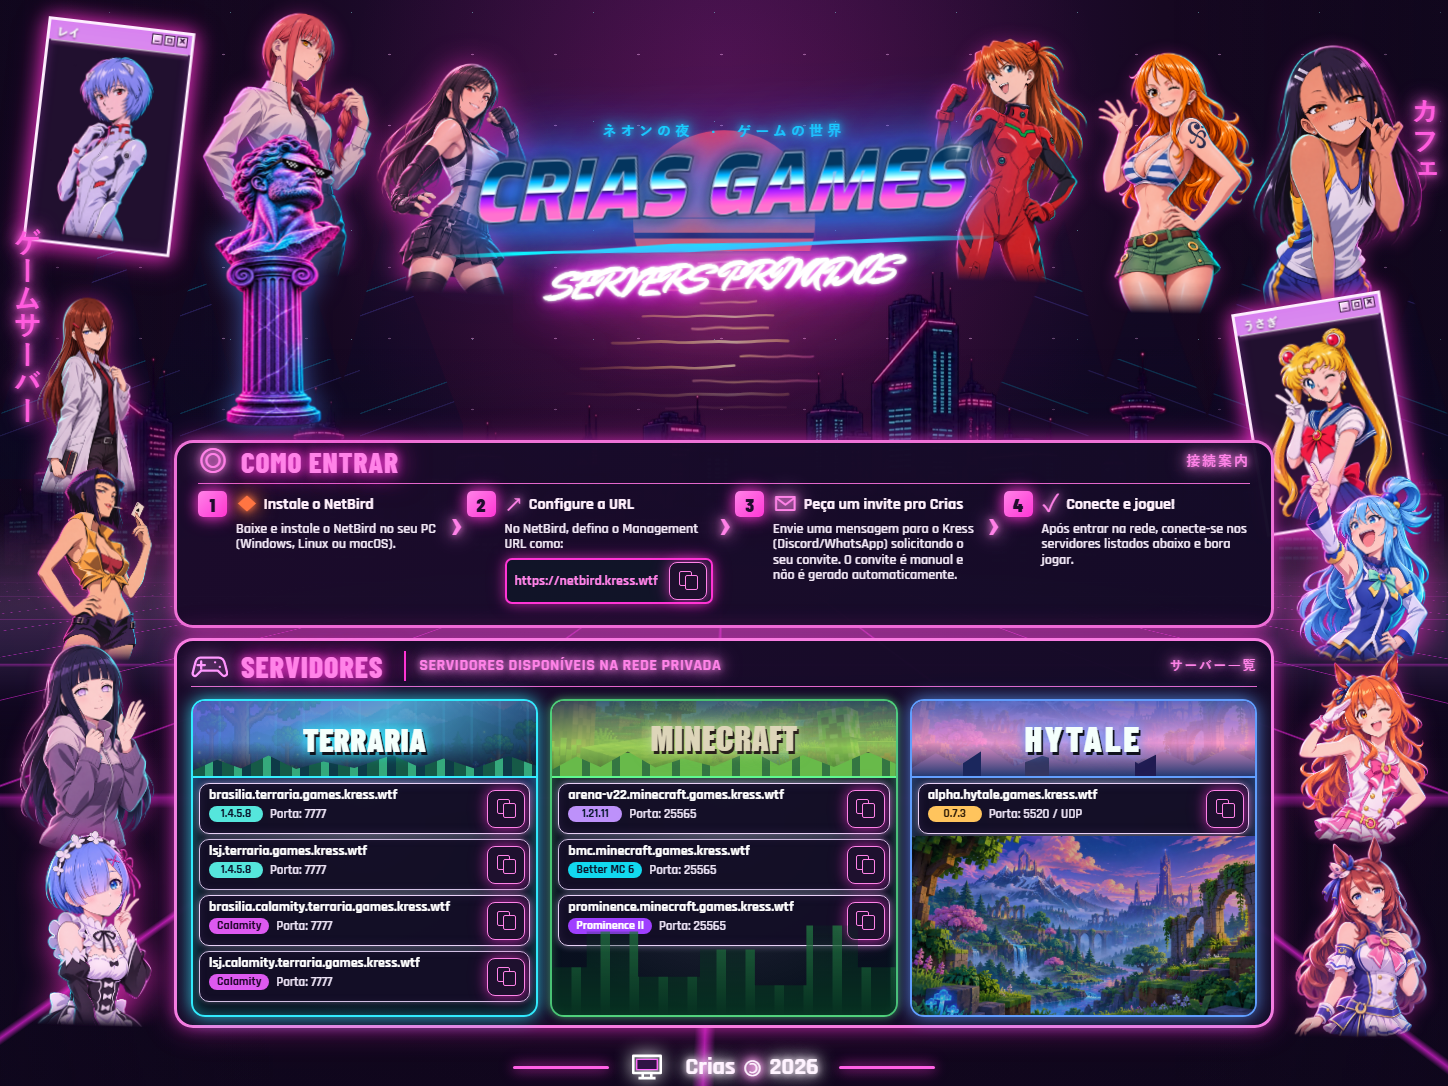 レイ
ネオンの夜 · ゲームの世界
CRIAS GAMES
SERVERS PRIVADOS
カフェ
ゲームサーバー
うさぎ
COMO ENTRAR
接続案内
1
Instale o NetBird
Baixe e instale o NetBird no seu PC
(Windows, Linux ou macOS).
2
Configure a URL
No NetBird, defina o Management
URL como:
https://netbird.kress.wtf
3
Peça um invite pro Crias
Envie uma mensagem para o Kress
(Discord/WhatsApp) solicitando o
seu convite. O convite é manual e
não é gerado automaticamente.
4
Conecte e jogue!
Após entrar na rede, conecte-se nos
servidores listados abaixo e bora
jogar.
SERVIDORES
SERVIDORES DISPONÍVEIS NA REDE PRIVADA
サーバー一覧
TERRARIA
brasilia.terraria.games.kress.wtf
1.4.5.8 Porta: 7777
lsj.terraria.games.kress.wtf
1.4.5.8 Porta: 7777
brasilia.calamity.terraria.games.kress.wtf
Calamity Porta: 7777
lsj.calamity.terraria.games.kress.wtf
Calamity Porta: 7777
MINECRAFT
arena-v22.minecraft.games.kress.wtf
1.21.11 Porta: 25565
bmc.minecraft.games.kress.wtf
Better MC 6 Porta: 25565
prominence.minecraft.games.kress.wtf
Prominence II Porta: 25565
HYTALE
alpha.hytale.games.kress.wtf
0.7.3 Porta: 5520 / UDP
Crias © 2026